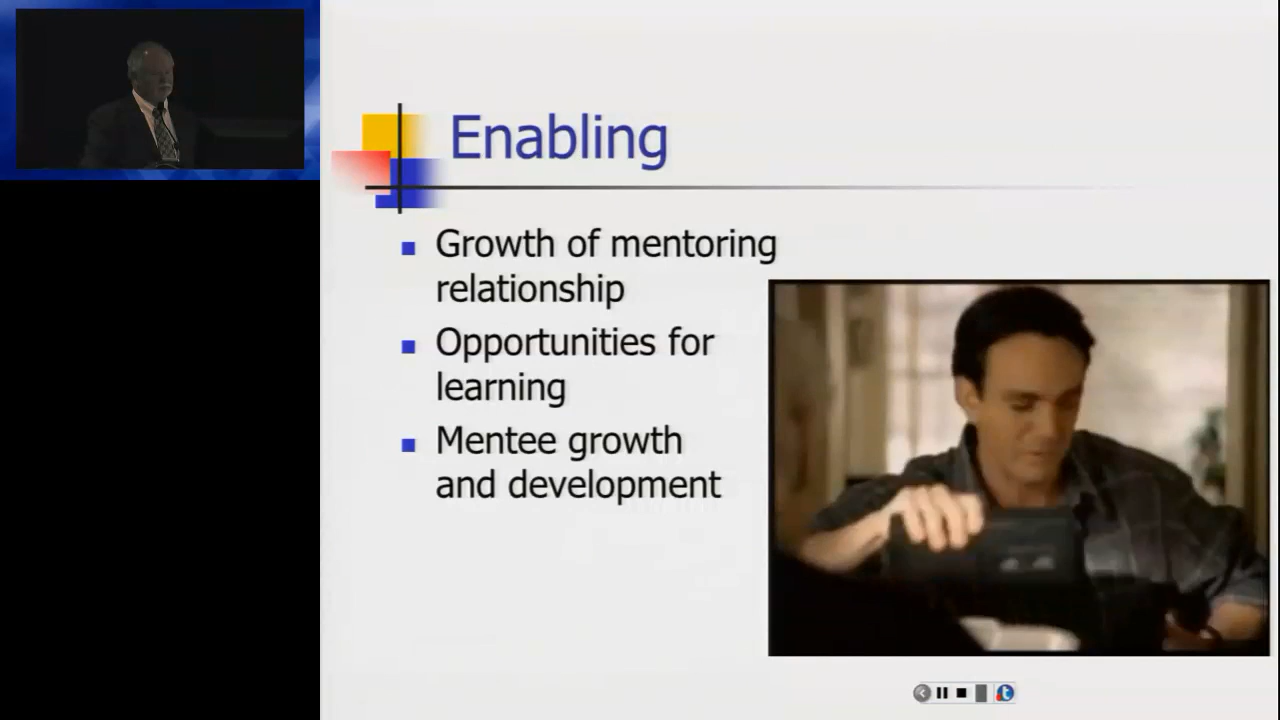 Enabling
Growth of mentoring
relationship
Opportunities for
learning
Mentee growth
and development